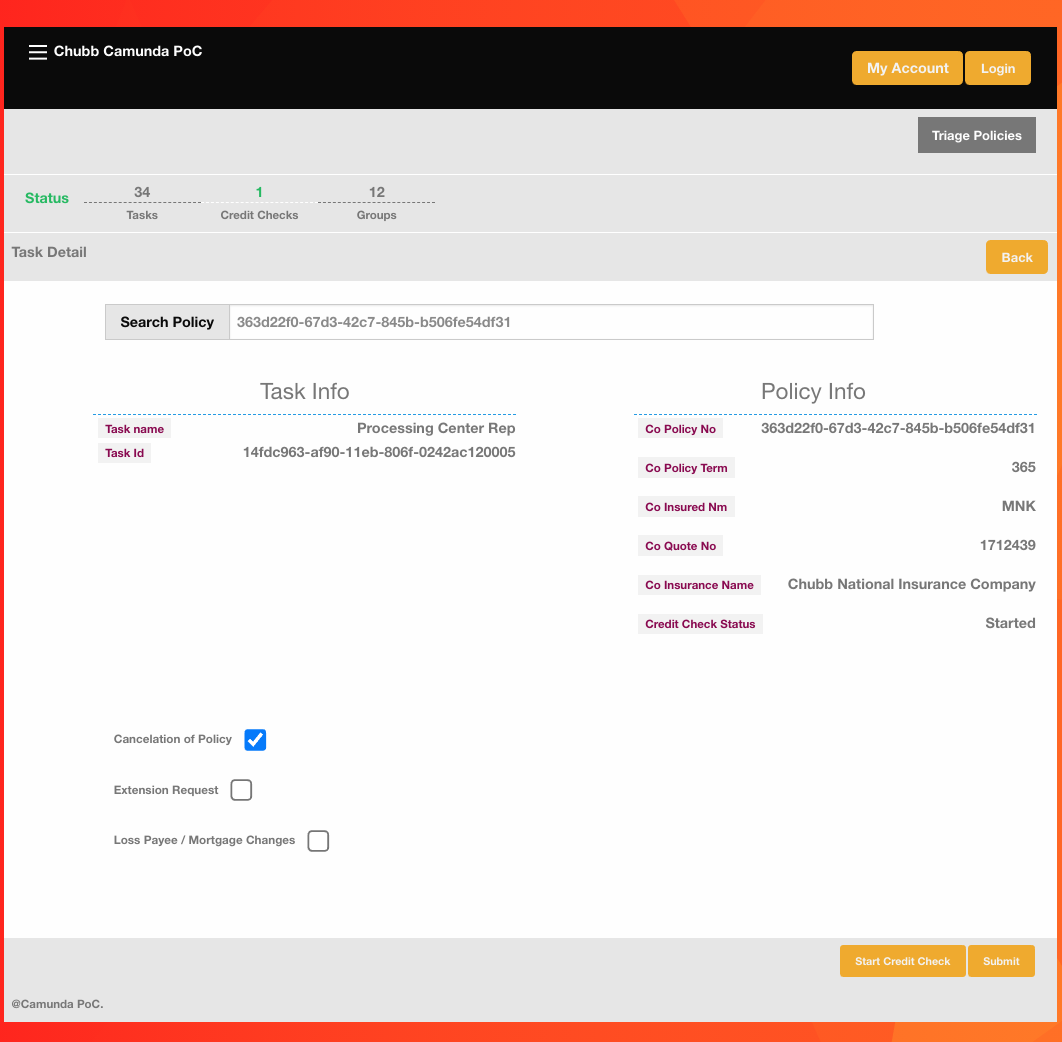 Chubb Camunda PoC
My Account
Login
Triage Policies
Status
34
Tasks
1
Credit Checks
12
Groups
Task Detail
Back
Search Policy
363d22f0-67d3-42c7-845b-b506fe54df31
Task Info
Task name
Processing Center Rep
Task Id
14fdc963-af90-11eb-806f-0242ac120005
Policy Info
Co Policy No
363d22f0-67d3-42c7-845b-b506fe54df31
Co Policy Term
365
Co Insured Nm
MNK
Co Quote No
1712439
Co Insurance Name
Chubb National Insurance Company
Credit Check Status
Started
Cancelation of Policy
Extension Request
Loss Payee / Mortgage Changes
Start Credit Check
Submit
@Camunda PoC.